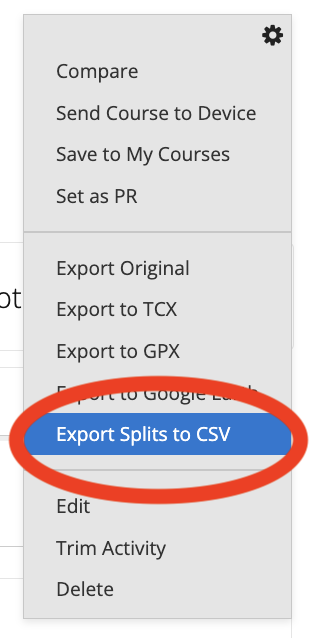 Compare
Send Course to Device
Save to My Courses
Set as PR
ot
Export Original
Export to TCX
Export to GPX
Export to Google Earth
Export Splits to CSV
Edit
Trim Activity
Delete